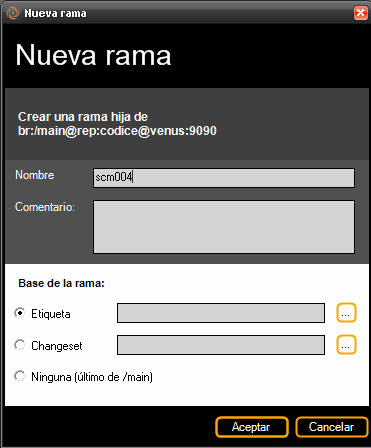 Nueva rama
Nueva rama
Crear una rama hija de
br:/main@rep:codice@venus:9090
Nombre
scm004
Comentario:
Base de la rama:
Etiqueta
...
Changeset
...
Ninguna (último de /main)
Aceptar
Cancelar